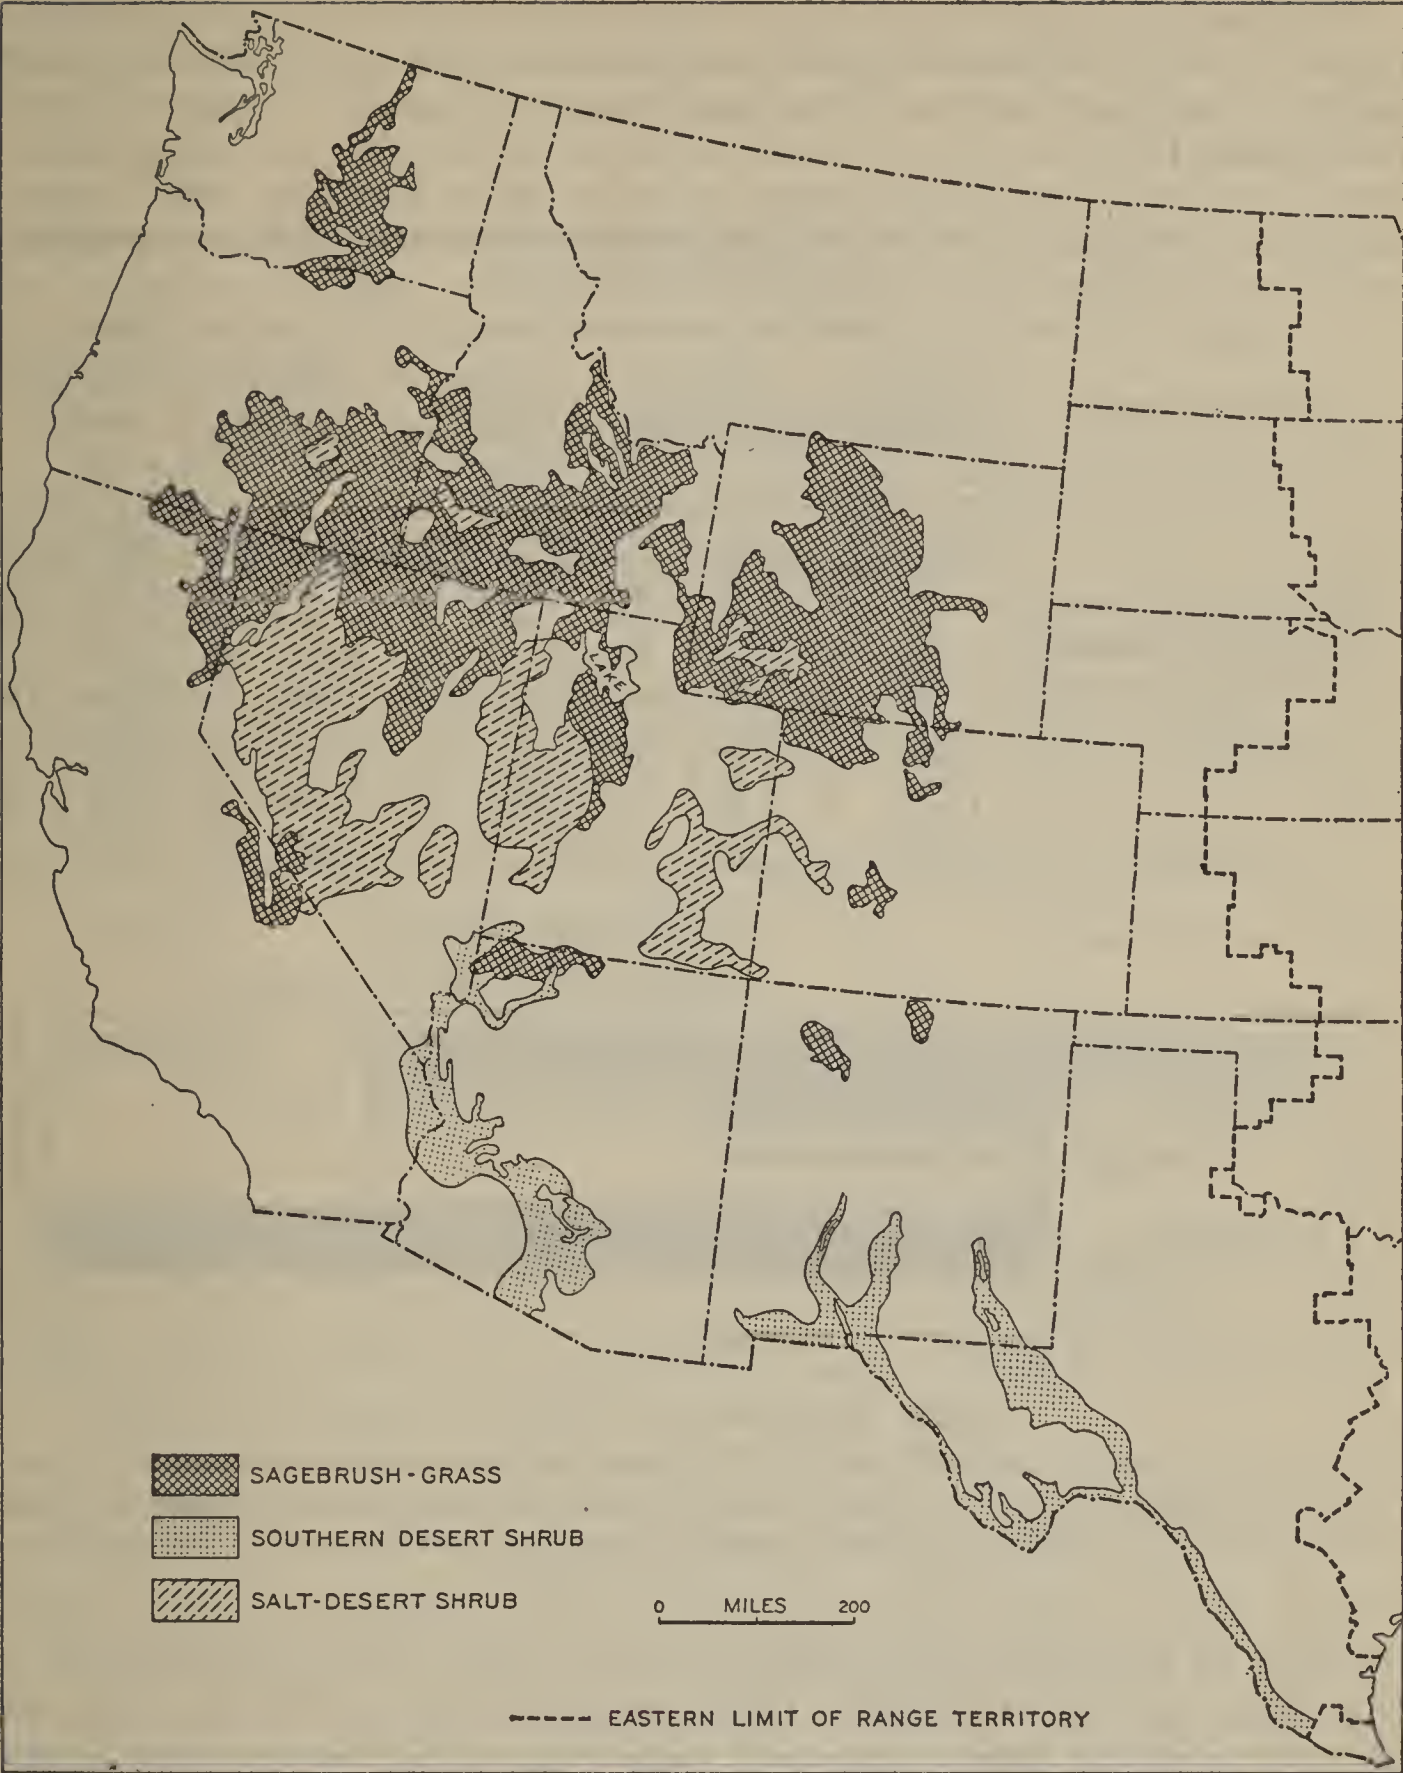 SAGEBRUSH-GRASS
SOUTHERN DESERT SHRUB
SALT-DESERT SHRUB
0 MILES 200
EASTERN LIMIT OF RANGE TERRITORY